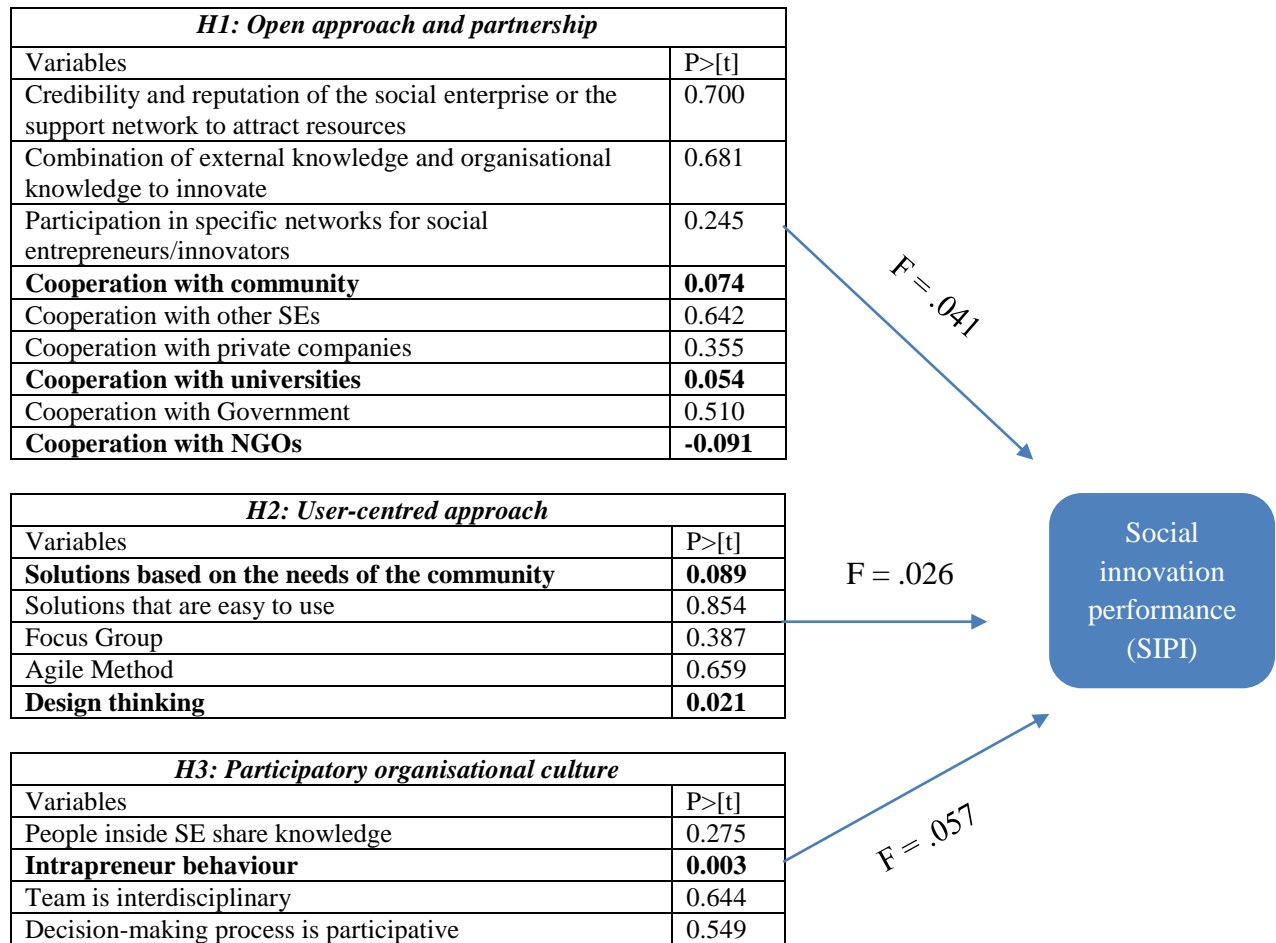 H1: Open approach and partnership
Variables P>[t]
Credibility and reputation of the social enterprise or the 0.700
support network to attract resources
Combination of external knowledge and organisational 0.681
knowledge to innovate
Participation in specific networks for social 0.245
entrepreneurs/innovators
Cooperation with community 0.074
Cooperation with other SEs 0.642
Cooperation with private companies 0.355
Cooperation with universities 0.054
Cooperation with Government 0.510
Cooperation with NGOs -0.091
F = .041
H2: User-centred approach
Variables P>[t]
Solutions based on the needs of the community 0.089
Solutions that are easy to use 0.854
Focus Group 0.387
Agile Method 0.659
Design thinking 0.021
F = .026
Social
innovation
performance
(SIPI)
H3: Participatory organisational culture
Variables P>[t]
People inside SE share knowledge 0.275
Intrapreneur behaviour 0.003
Team is interdisciplinary 0.644
Decision-making process is participative 0.549
F = .057